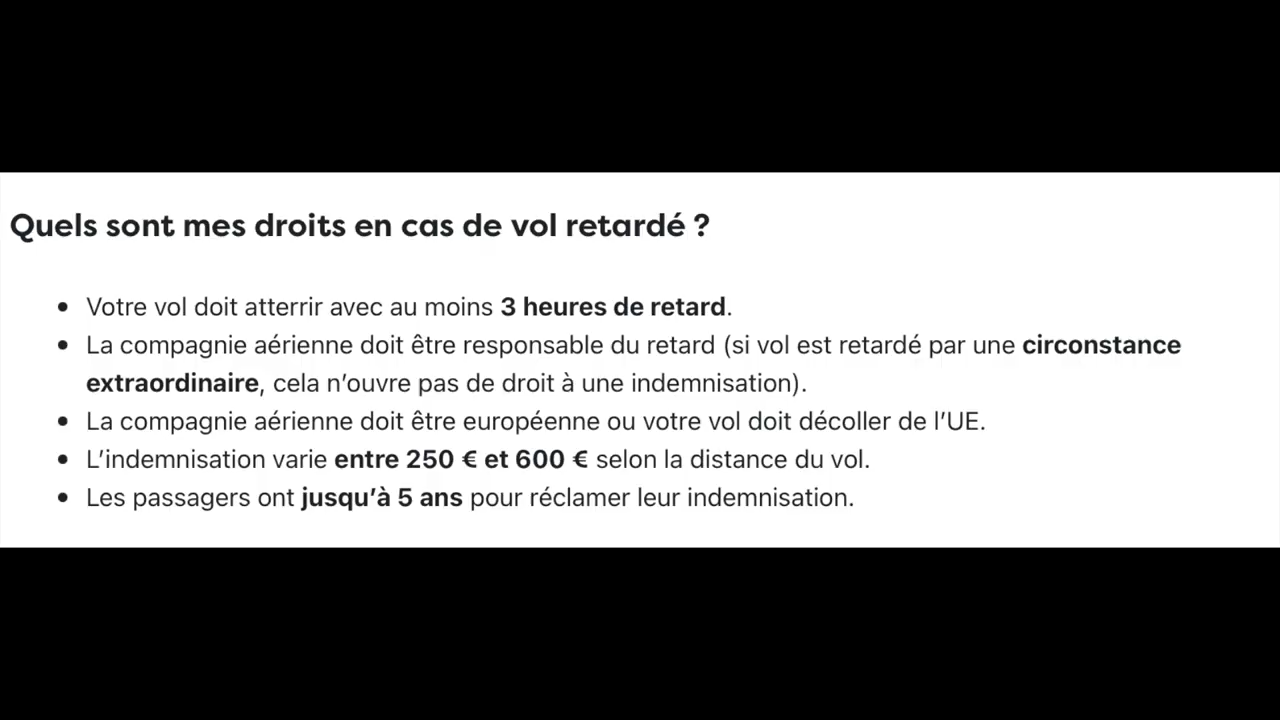 Quels sont mes droits en cas de vol retardé ?
• Votre vol doit atterrir avec au moins 3 heures de retard.
• La compagnie aérienne doit être responsable du retard (si vol est retardé par une circonstance
extraordinaire, cela n’ouvre pas de droit à une indemnisation).
• La compagnie aérienne doit être européenne ou votre vol doit décoller de l’UE.
• L’indemnisation varie entre 250 € et 600 € selon la distance du vol.
• Les passagers ont jusqu’à 5 ans pour réclamer leur indemnisation.